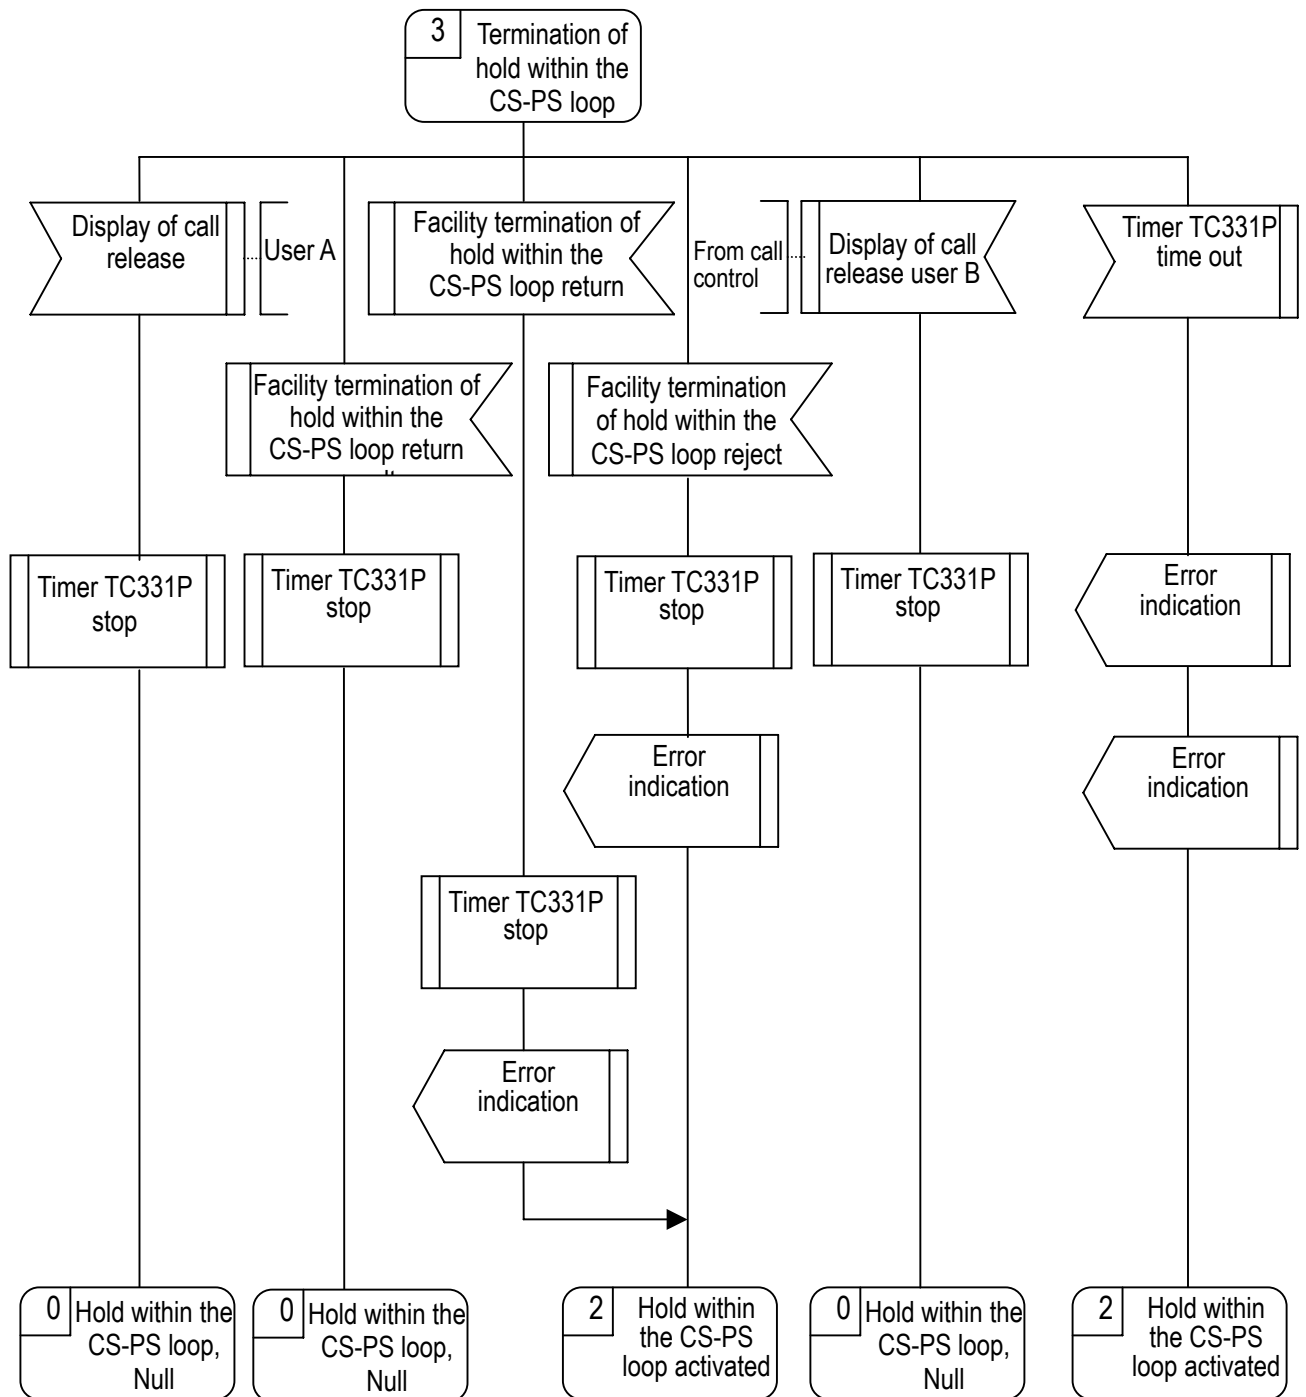 3
Termination of
hold within the
CS-PS loop
Display of call
release
User A
Facility termination of
hold within the
CS-PS loop return
From call
control
Display of call
release user B
Timer TC331P
time out
Facility termination of
hold within the
CS-PS loop return
Facility termination
of hold within the
CS-PS loop reject
Timer TC331P
stop
Timer TC331P
stop
Timer TC331P
stop
Timer TC331P
stop
Error
indication
Error
indication
Error
indication
Timer TC331P
stop
Error
indication
0
Hold within the
CS-PS loop,
Null
0
Hold within the
CS-PS loop,
Null
2
Hold within
the CS-PS
loop activated
0
Hold within the
CS-PS loop,
Null
2
Hold within
the CS-PS
loop activated